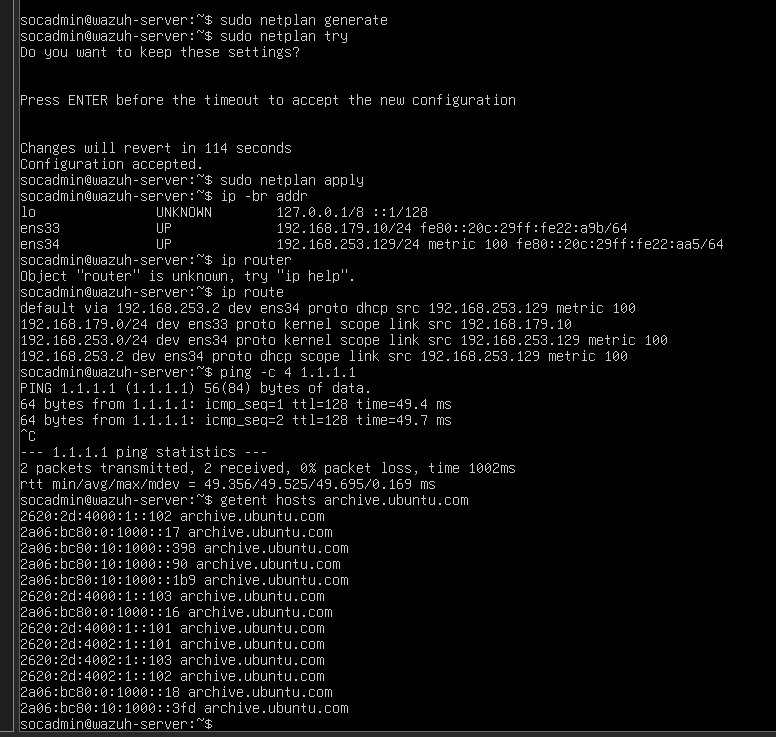 socadmin@wazuh-server:~$ sudo netplan generate
socadmin@wazuh-server:~$ sudo netplan try
Do you want to keep these settings?
Press ENTER before the timeout to accept the new configuration
Changes will revert in 114 seconds
Configuration accepted.
socadmin@wazuh-server:~$ sudo netplan apply
socadmin@wazuh-server:~$ ip -br addr
lo UNKNOWN 127.0.0.1/8 ::1/128
ens33 UP 192.168.179.10/24 fe80::20c:29ff:fe22:a9b/64
ens34 UP 192.168.253.129/24 metric 100 fe80::20c:29ff:fe22:aa5/64
socadmin@wazuh-server:~$ ip router
Object "router" is unknown, try "ip help".
socadmin@wazuh-server:~$ ip route
default via 192.168.253.2 dev ens34 proto dhcp src 192.168.253.129 metric 100
192.168.179.0/24 dev ens33 proto kernel scope link src 192.168.179.10
192.168.253.0/24 dev ens34 proto kernel scope link src 192.168.253.129 metric 100
192.168.253.2 dev ens34 proto dhcp scope link src 192.168.253.129 metric 100
socadmin@wazuh-server:~$ ping -c 4 1.1.1.1
PING 1.1.1.1 (1.1.1.1) 56(84) bytes of data.
64 bytes from 1.1.1.1: icmp_seq=1 ttl=128 time=49.4 ms
64 bytes from 1.1.1.1: icmp_seq=2 ttl=128 time=49.7 ms
^C
--- 1.1.1.1 ping statistics ---
2 packets transmitted, 2 received, 0% packet loss, time 1002ms
rtt min/avg/max/mdev = 49.356/49.525/49.695/0.169 ms
socadmin@wazuh-server:~$ getent hosts archive.ubuntu.com
2620:2d:4000:1::102 archive.ubuntu.com
2a06:bc80:0:1000::17 archive.ubuntu.com
2a06:bc80:10:1000::398 archive.ubuntu.com
2a06:bc80:10:1000::90 archive.ubuntu.com
2a06:bc80:10:1000::1b9 archive.ubuntu.com
2620:2d:4000:1::103 archive.ubuntu.com
2a06:bc80:0:1000::16 archive.ubuntu.com
2620:2d:4000:1::101 archive.ubuntu.com
2620:2d:4002:1::101 archive.ubuntu.com
2620:2d:4002:1::103 archive.ubuntu.com
2620:2d:4002:1::102 archive.ubuntu.com
2a06:bc80:0:1000::18 archive.ubuntu.com
2a06:bc80:10:1000::3fd archive.ubuntu.com
socadmin@wazuh-server:~$